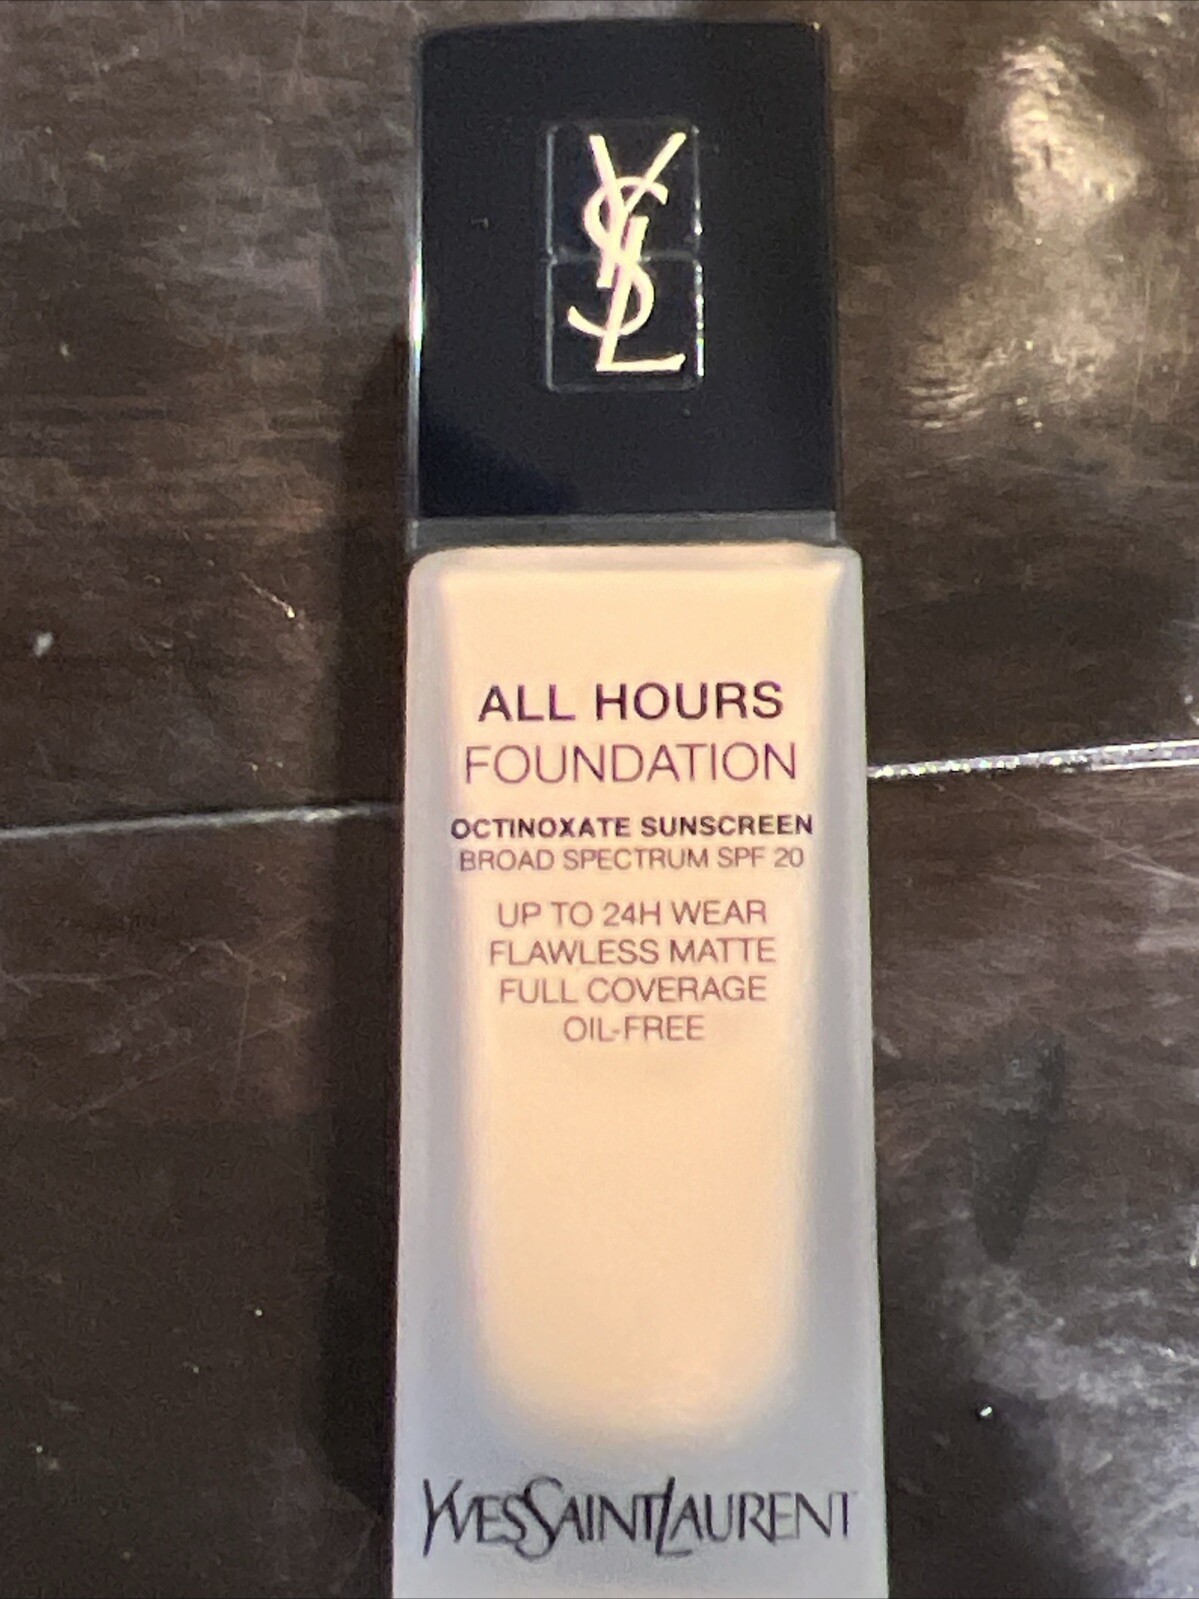 YSL
ALL HOURS
FOUNDATION
OCTINOXATE SUNSCREEN
BROAD SPECTRUM SPF 20
UP TO 24H WEAR
FLAWLESS MATTE
FULL COVERAGE
OIL-FREE
YVESSAINTLAURENT